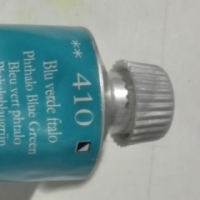 ** 410
Blu verde ftalo
Phthalo Blue Green
Bleu vert phtalo